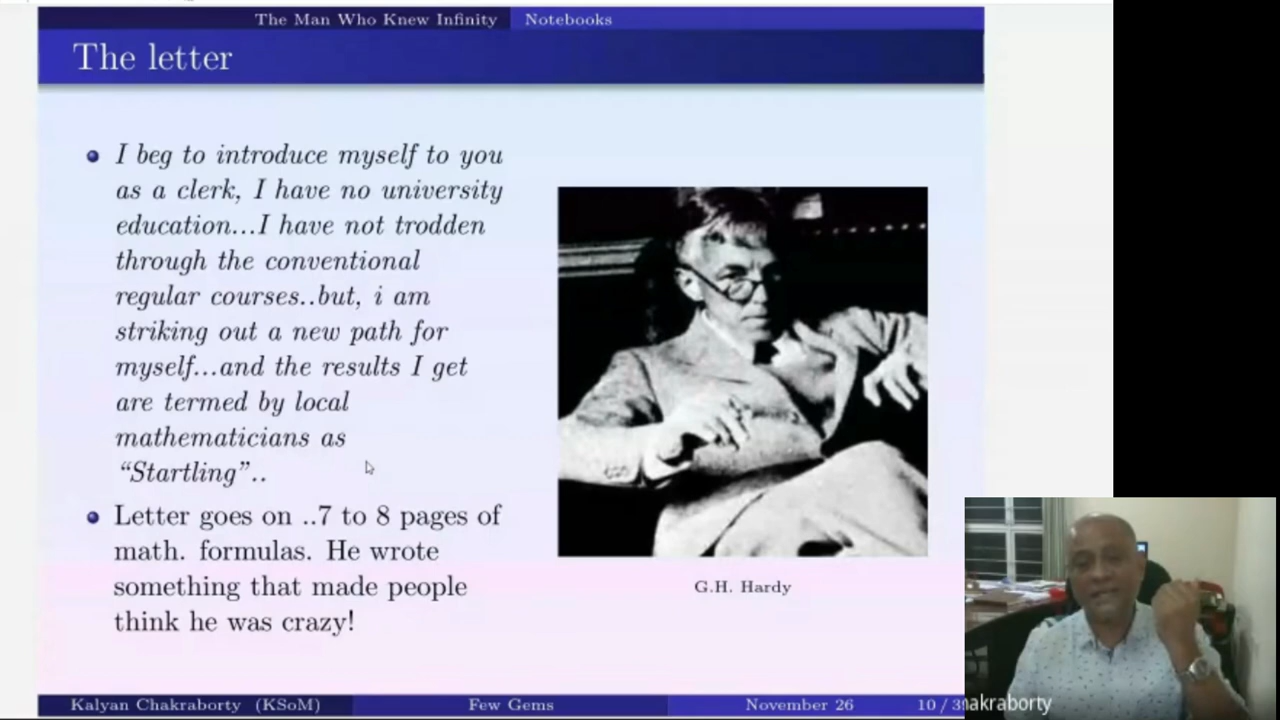 The Man Who Knew Infinity Notebooks
The letter
I beg to introduce myself to you
as a clerk, I have no university
education...I have not trodden
through the conventional
regular courses..but, i am
striking out a new path for
myself...and the results I get
are termed by local
mathematicians as
“Startling”..
Letter goes on ..7 to 8 pages of
math. formulas. He wrote
something that made people
think he was crazy!
G.H. Hardy
Kalyan Chakraborty (KSoM) Few Gems November 26 10 / 3
akraborty